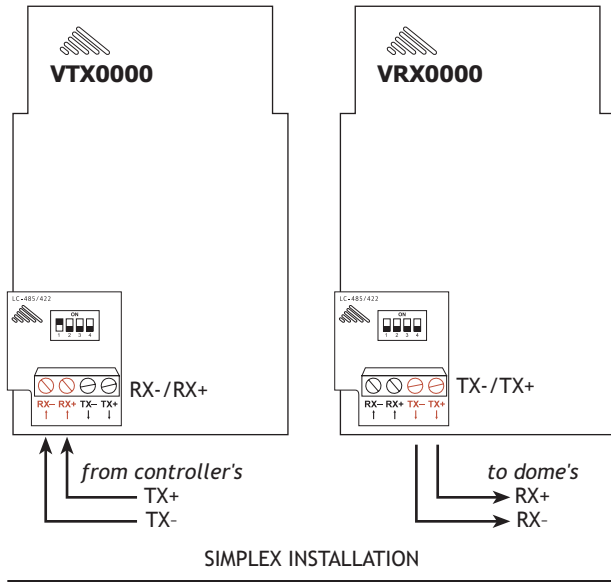 VTX0000
LC-485/422
ON
1 2 3 4
RX-/RX+
RX– RX+ TX– TX+
from controller's
TX+
TX-
VRX0000
LC-485/422
ON
1 2 3 4
TX-/TX+
RX– RX+ TX– TX+
to dome's
RX+
RX-
SIMPLEX INSTALLATION